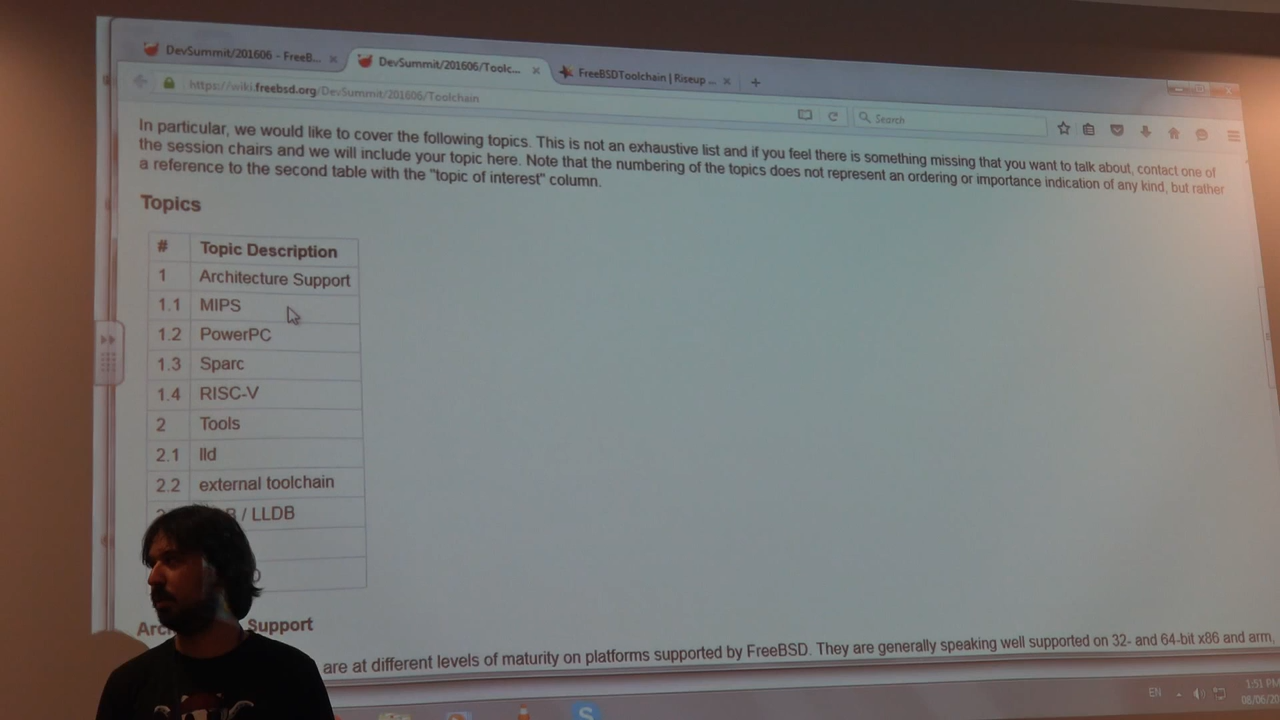 DevSummit/201606 - FreeB...
DevSummit/201606/Toolc...
FreeBSDToolchain | Riseup ...
https://wiki.freebsd.org/DevSummit/201606/Toolchain
Search
In particular, we would like to cover the following topics. This is not an exhaustive list and if you feel there is something missing that you want to talk about, contact one of
the session chairs and we will include your topic here. Note that the numbering of the topics does not represent an ordering or importance indication of any kind, but rather
a reference to the second table with the "topic of interest" column.
Topics
# Topic Description
1 Architecture Support
1.1 MIPS
1.2 PowerPC
1.3 Sparc
1.4 RISC-V
2 Tools
2.1 lld
2.2 external toolchain
/ LLDB
Support
are at different levels of maturity on platforms supported by FreeBSD. They are generally speaking well supported on 32- and 64-bit x86 and arm,
EN
1:51 PM
08/06/20